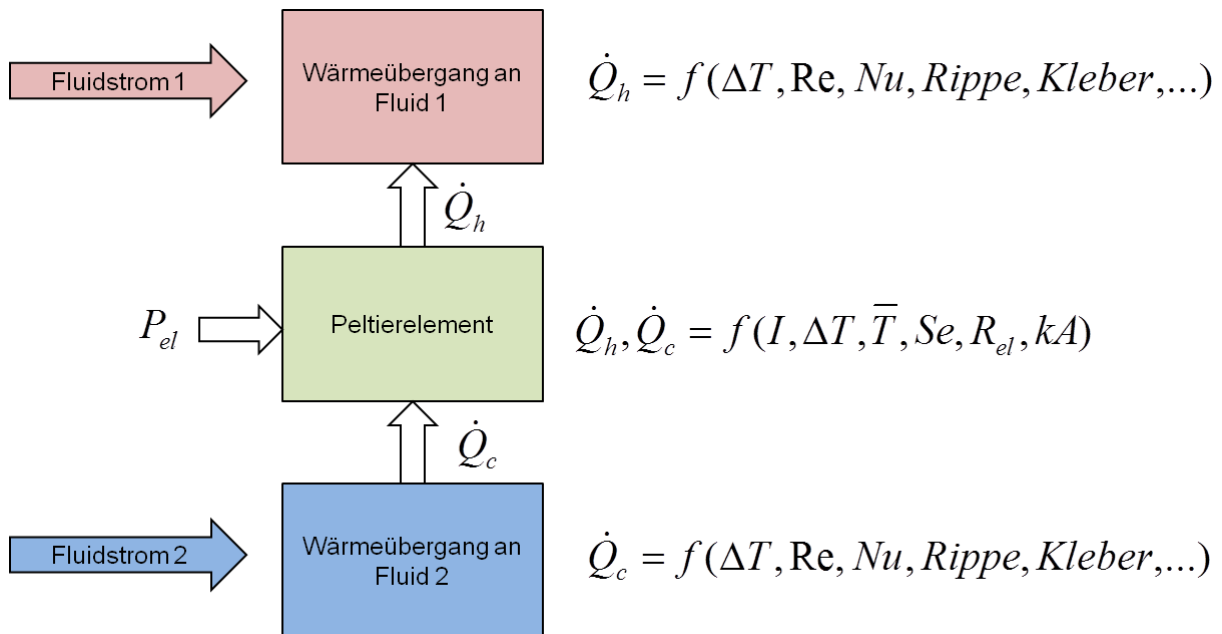 Fluidstrom 1
Wärmeübergang an
Fluid 1
Q̇_h = f(ΔT, Re, Nu, Rippe, Kleber,...)
Q̇_h
P_el
Peltierelement
Q̇_h, Q̇_c = f(I, ΔT, T̅, Se, R_el, kA)
Q̇_c
Fluidstrom 2
Wärmeübergang an
Fluid 2
Q̇_c = f(ΔT, Re, Nu, Rippe, Kleber,...)